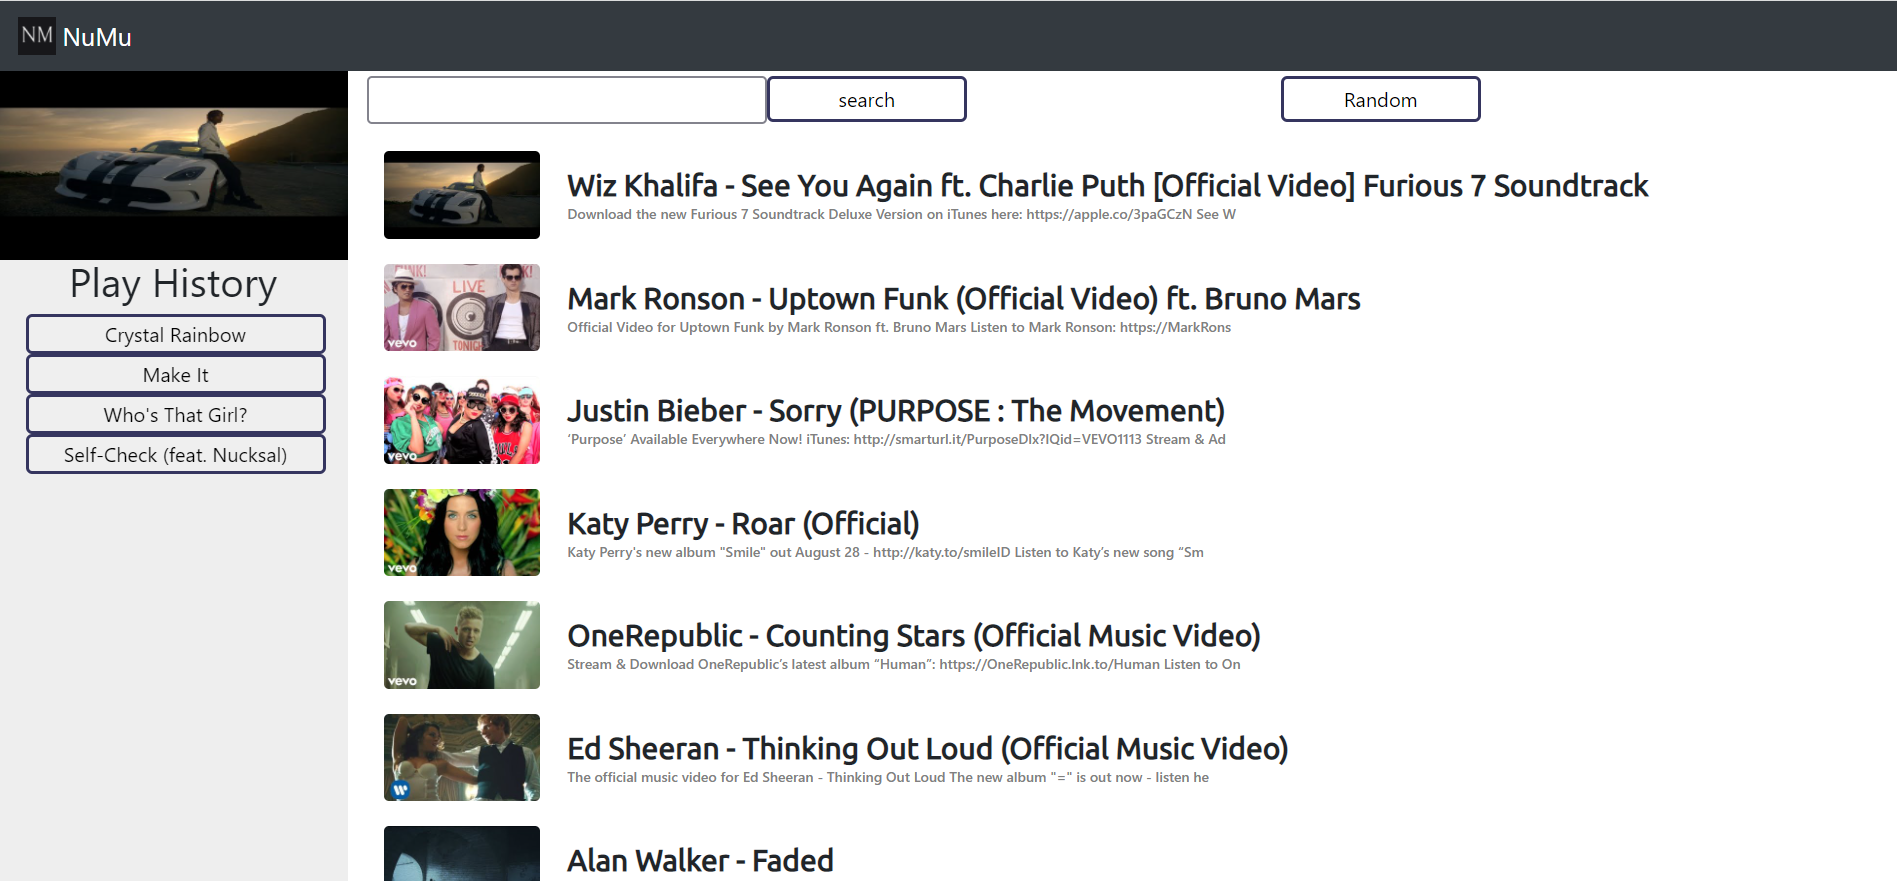 NM NuMu
search
Random
Play History
Crystal Rainbow
Make It
Who's That Girl?
Self-Check (feat. Nucksal)
Wiz Khalifa - See You Again ft. Charlie Puth [Official Video] Furious 7 Soundtrack
Download the new Furious 7 Soundtrack Deluxe Version on iTunes here: https://apple.co/3paGCzN See W
PUNK!
NK!
LIVE
TONIG
vevo
Mark Ronson - Uptown Funk (Official Video) ft. Bruno Mars
Official Video for Uptown Funk by Mark Ronson ft. Bruno Mars Listen to Mark Ronson: https://MarkRons
vevo
Justin Bieber - Sorry (PURPOSE : The Movement)
‘Purpose’ Available Everywhere Now! iTunes: http://smarturl.it/PurposeDlx?IQid=VEVO1113 Stream & Ad
vevo
Katy Perry - Roar (Official)
Katy Perry's new album "Smile" out August 28 - http://katy.to/smileID Listen to Katy’s new song “Sm
vevo
OneRepublic - Counting Stars (Official Music Video)
Stream & Download OneRepublic’s latest album “Human”: https://OneRepublic.lnk.to/Human Listen to On
Ed Sheeran - Thinking Out Loud (Official Music Video)
The official music video for Ed Sheeran - Thinking Out Loud The new album "=" is out now - listen he
Alan Walker - Faded